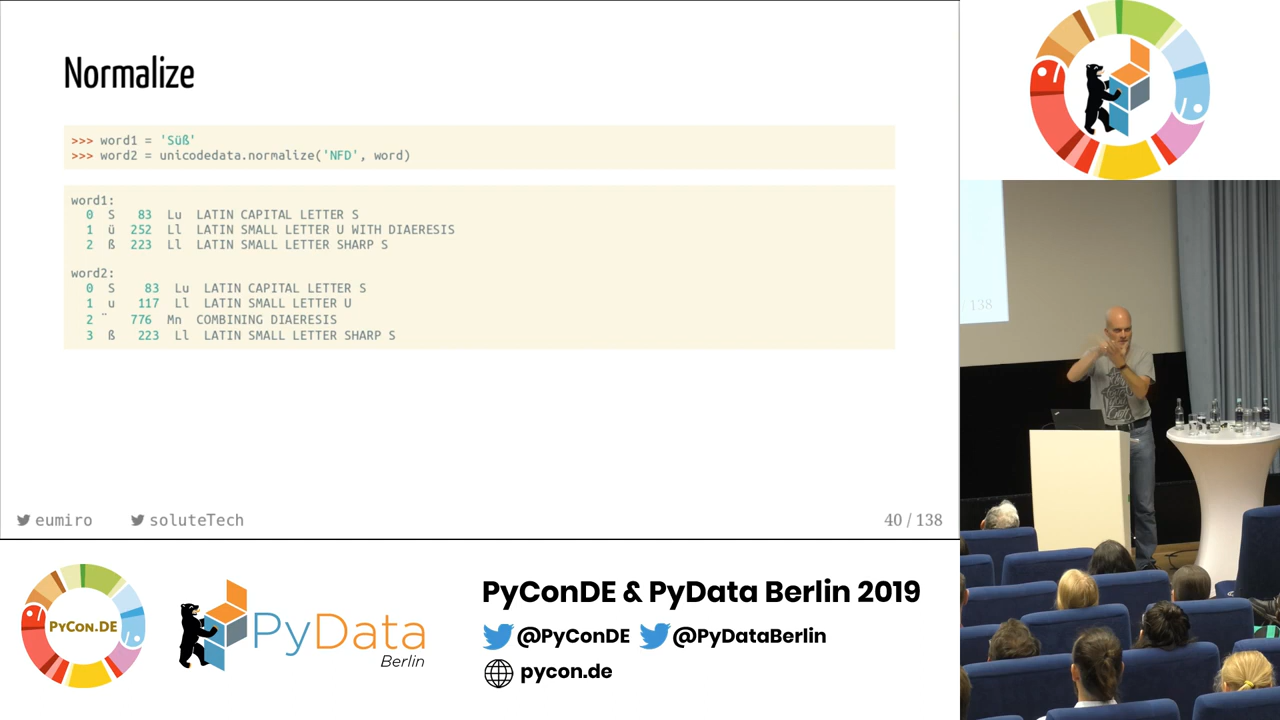 Normalize
>>> word1 = 'Süß'
>>> word2 = unicodedata.normalize('NFD', word)
word1:
0 S 83 Lu LATIN CAPITAL LETTER S
1 ü 252 Ll LATIN SMALL LETTER U WITH DIAERESIS
2 ß 223 Ll LATIN SMALL LETTER SHARP S
word2:
0 S 83 Lu LATIN CAPITAL LETTER S
1 u 117 Ll LATIN SMALL LETTER U
2 ¨ 776 Mn COMBINING DIAERESIS
3 ß 223 Ll LATIN SMALL LETTER SHARP S
eumiro soluteTech 40 / 138
/ 138
PyCon.DE
PyData
Berlin
PyConDE & PyData Berlin 2019
@PyConDE @PyDataBerlin
pycon.de